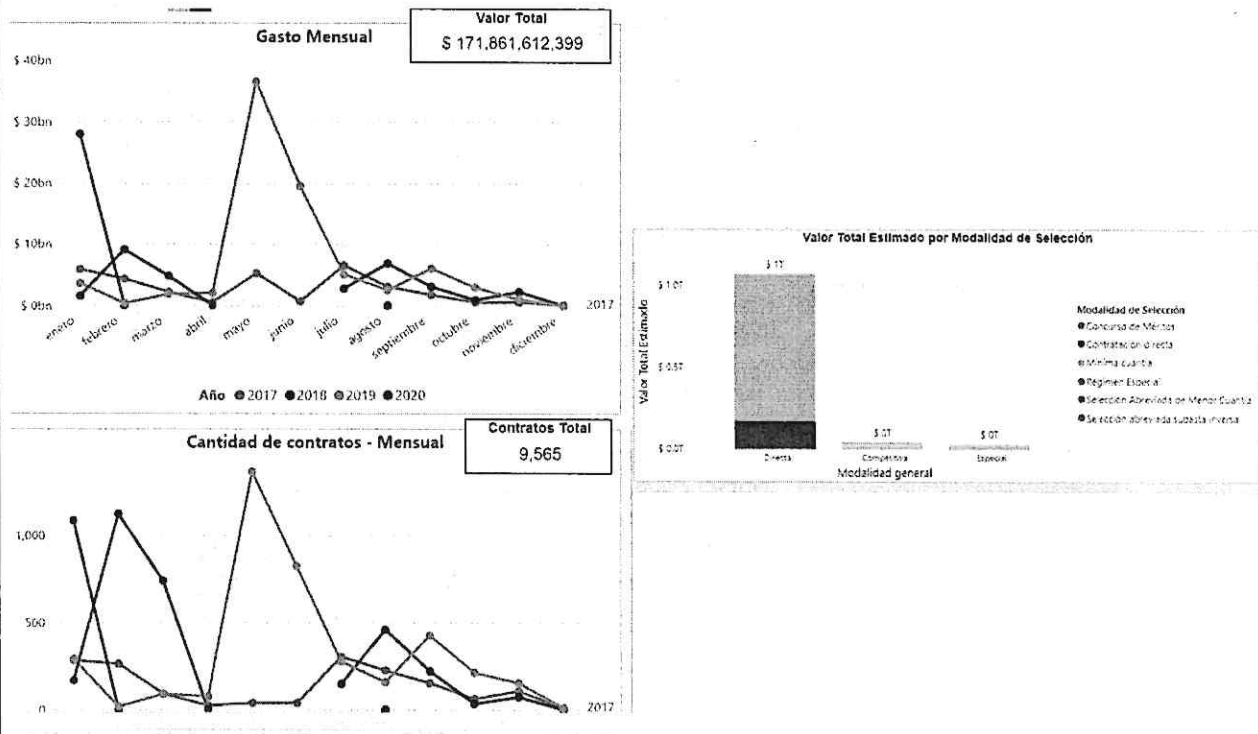 Valor Total
$ 171,861,612,399
Gasto Mensual
$ 40bn
$ 30bn
$ 20bn
$ 10bn
$ 0bn
2017
enero
febrero
marzo
abril
mayo
junio
julio
agosto
septiembre
octubre
noviembre
diciembre
Año 2017 2018 2019 2020
Contratos Total
9,565
Cantidad de contratos - Mensual
1,000
500
0
2017
Valor Total Estimado por Modalidad de Selección
Valor Total Estimado
$ 1.0T
$ 0.5T
$ 0.0T
$ 1T
$ 0T
$ 0T
Directa
Competitiva
Especial
Modalidad general
Modalidad de Selección
Concurso de Méritos
Contratación directa
Mínima cuantía
Régimen Especial
Selección Abreviada de Menor Cuantía
Selección abreviada subasta inversa